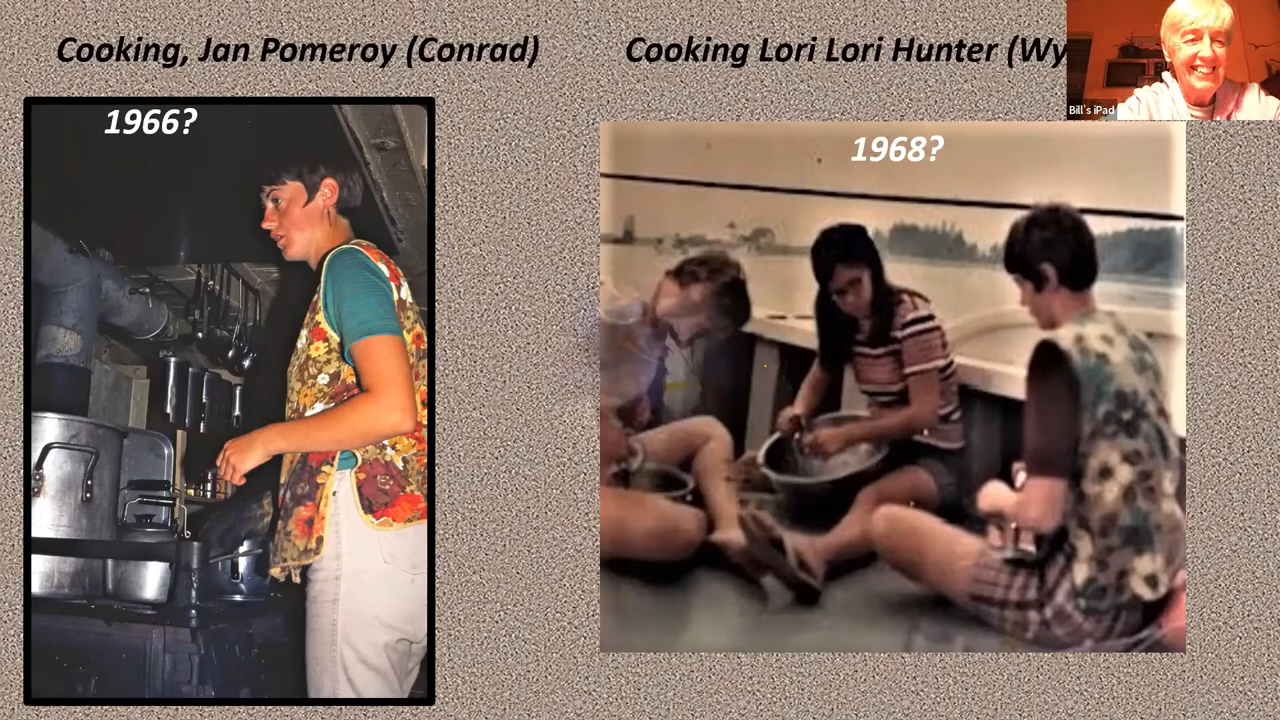 Cooking, Jan Pomeroy (Conrad)
Cooking Lori Lori Hunter (Wy
Bill's iPad
1966?
1968?